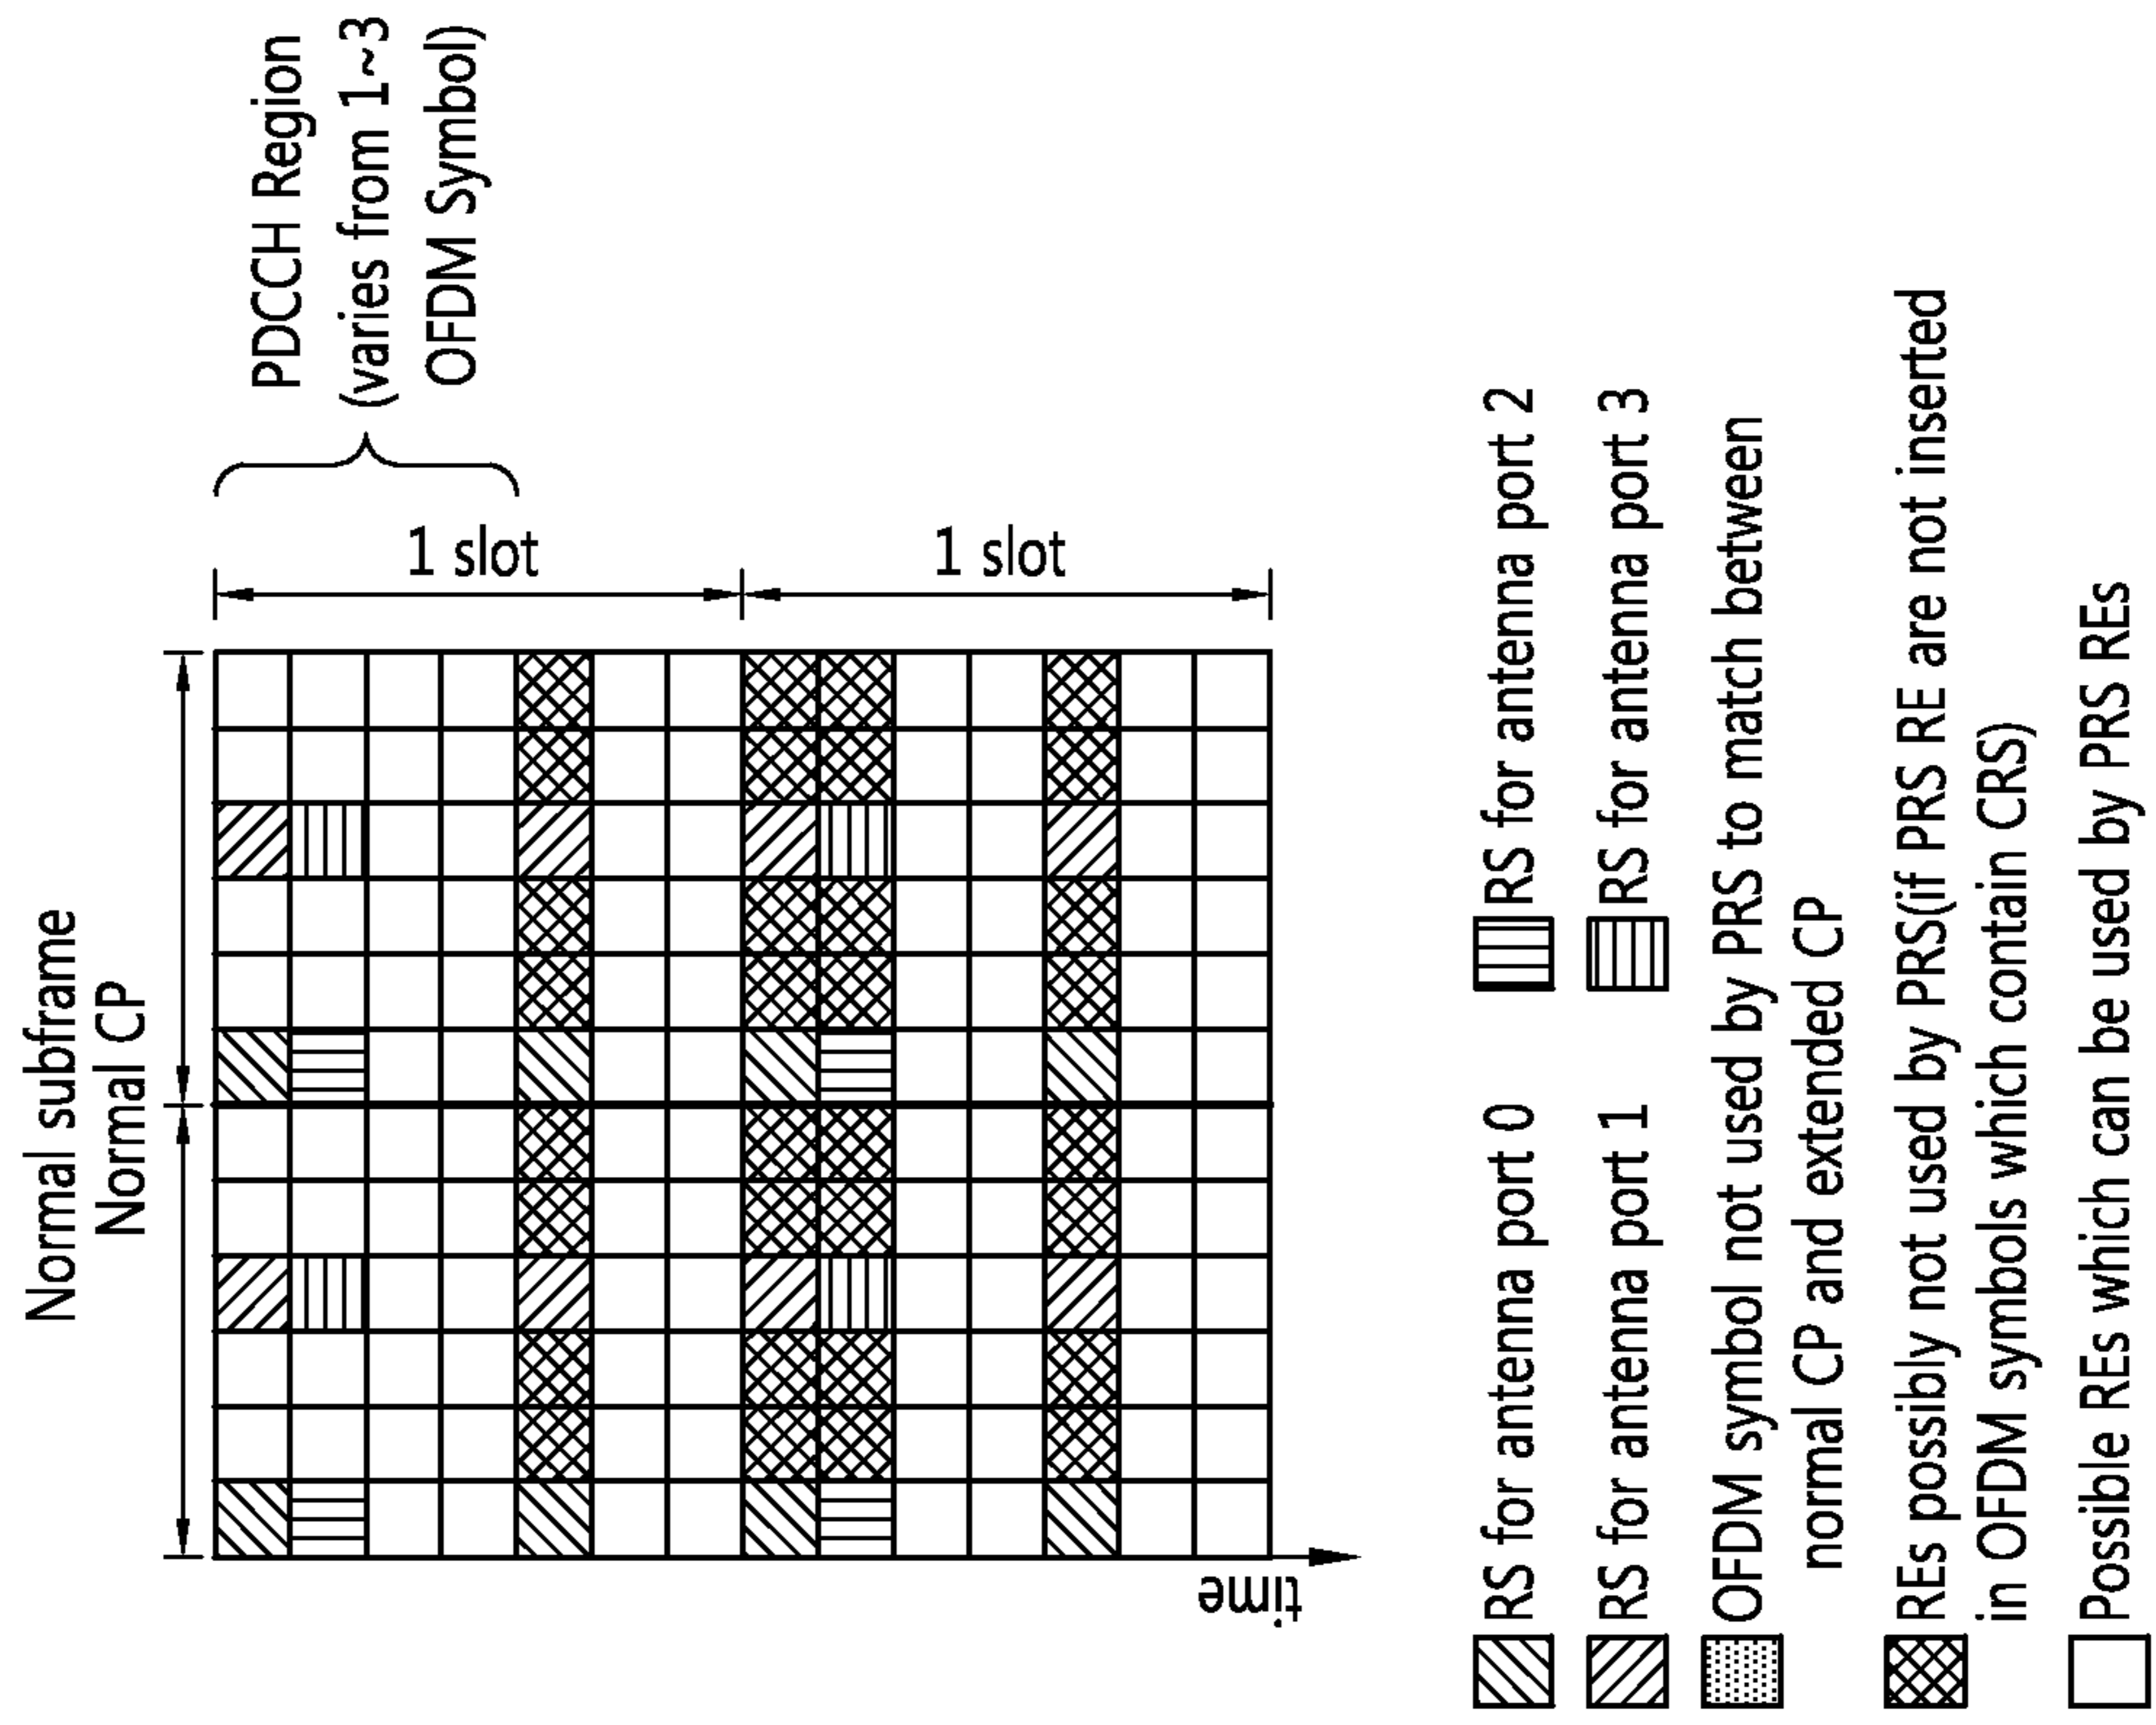 Normal subframe
Normal CP
PDCCH Region
(varies from 1~3
OFDM Symbol)
1 slot
1 slot
time
RS for antenna port 0
RS for antenna port 2
RS for antenna port 1
RS for antenna port 3
OFDM symbol not used by PRS to match between
normal CP and extended CP
REs possibly not used by PRS(if PRS RE are not inserted
in OFDM symbols which contain CRS)
Possible REs which can be used by PRS REs